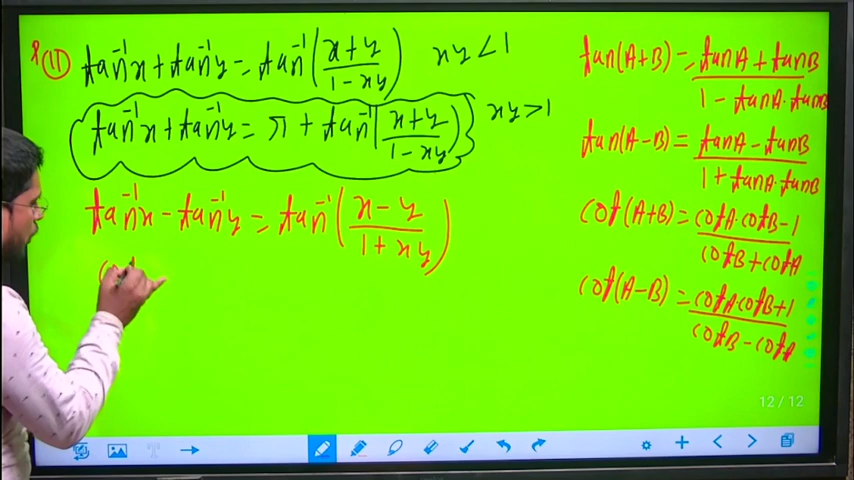 8 (11) tan⁻¹x + tan⁻¹y = tan⁻¹((x+y)/(1-xy)) xy < 1
tan⁻¹x + tan⁻¹y = π + tan⁻¹((x+y)/(1-xy)) xy > 1
tan⁻¹x - tan⁻¹y = tan⁻¹((x-y)/(1+xy))
cot
tan(A+B) = (tanA + tanB)/(1 - tanA·tanB)
tan(A-B) = (tanA - tanB)/(1 + tanA·tanB)
cot(A+B) = (cotA·cotB-1)/(cotB+cotA)
cot(A-B) = (cotA·cotB+1)/(cotB-cotA)
12/12